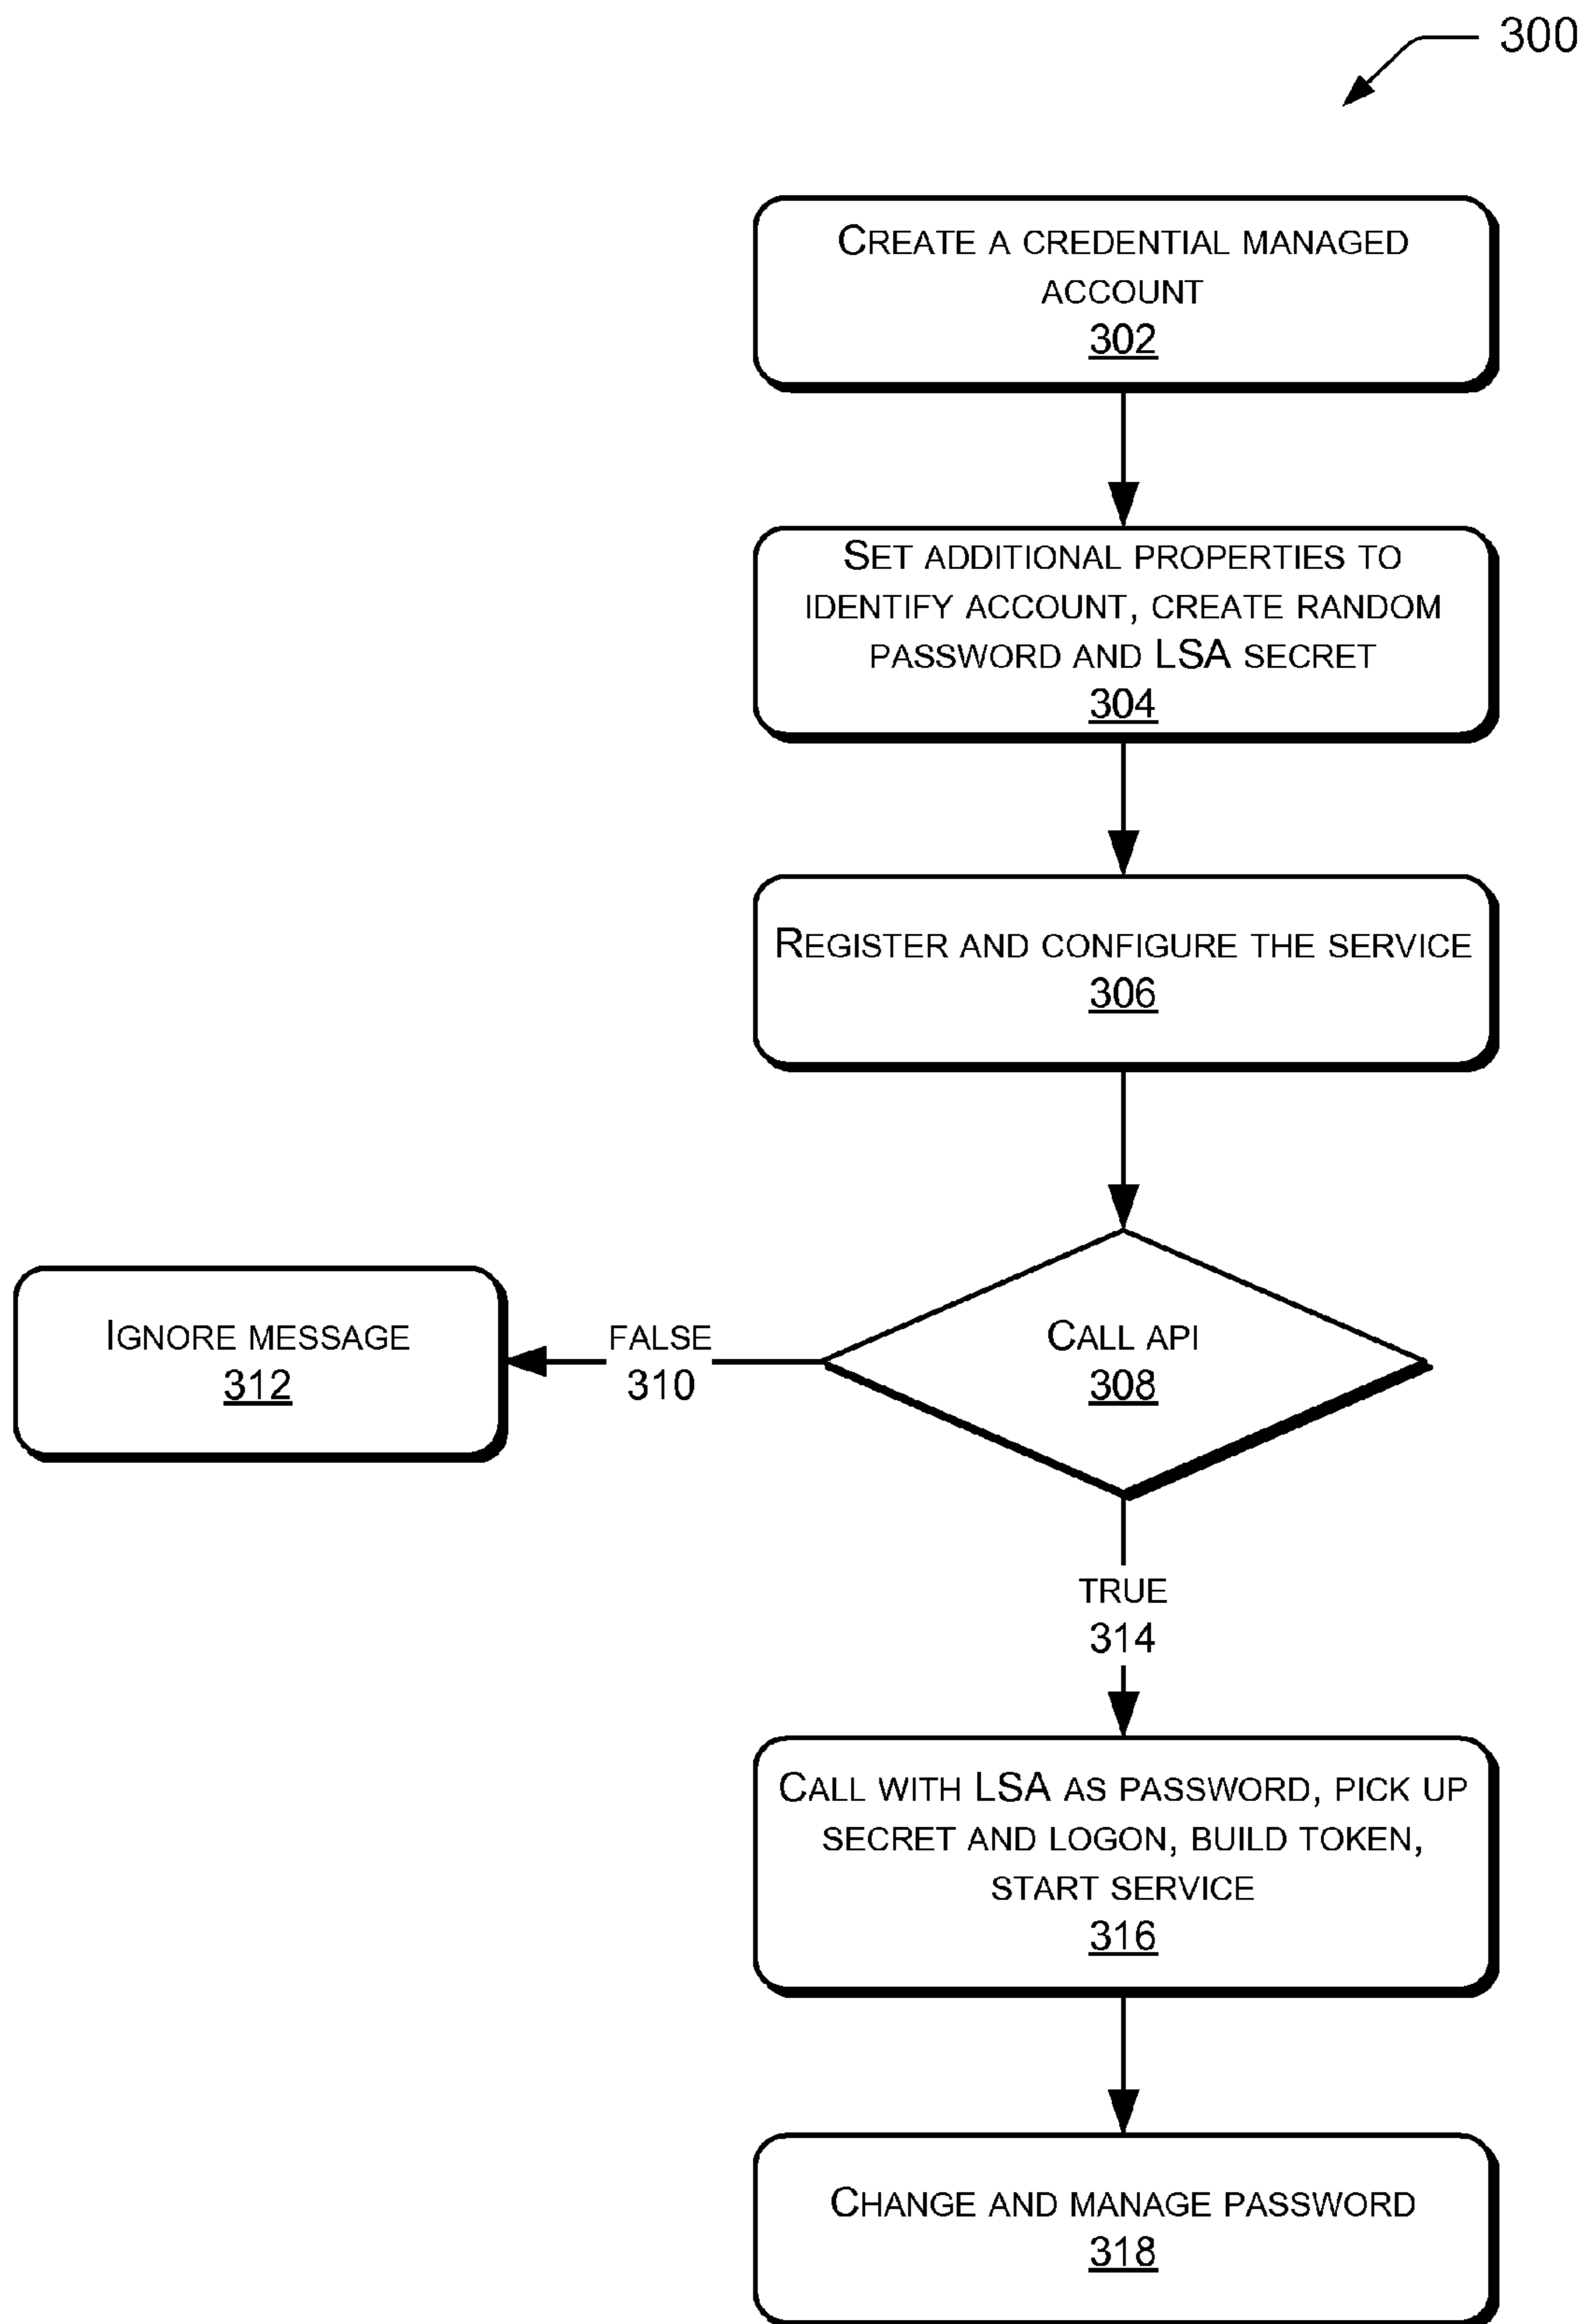 300
CREATE A CREDENTIAL MANAGED
ACCOUNT
302
SET ADDITIONAL PROPERTIES TO
IDENTIFY ACCOUNT, CREATE RANDOM
PASSWORD AND LSA SECRET
304
REGISTER AND CONFIGURE THE SERVICE
306
CALL API
308
FALSE
310
IGNORE MESSAGE
312
TRUE
314
CALL WITH LSA AS PASSWORD, PICK UP
SECRET AND LOGON, BUILD TOKEN,
START SERVICE
316
CHANGE AND MANAGE PASSWORD
318